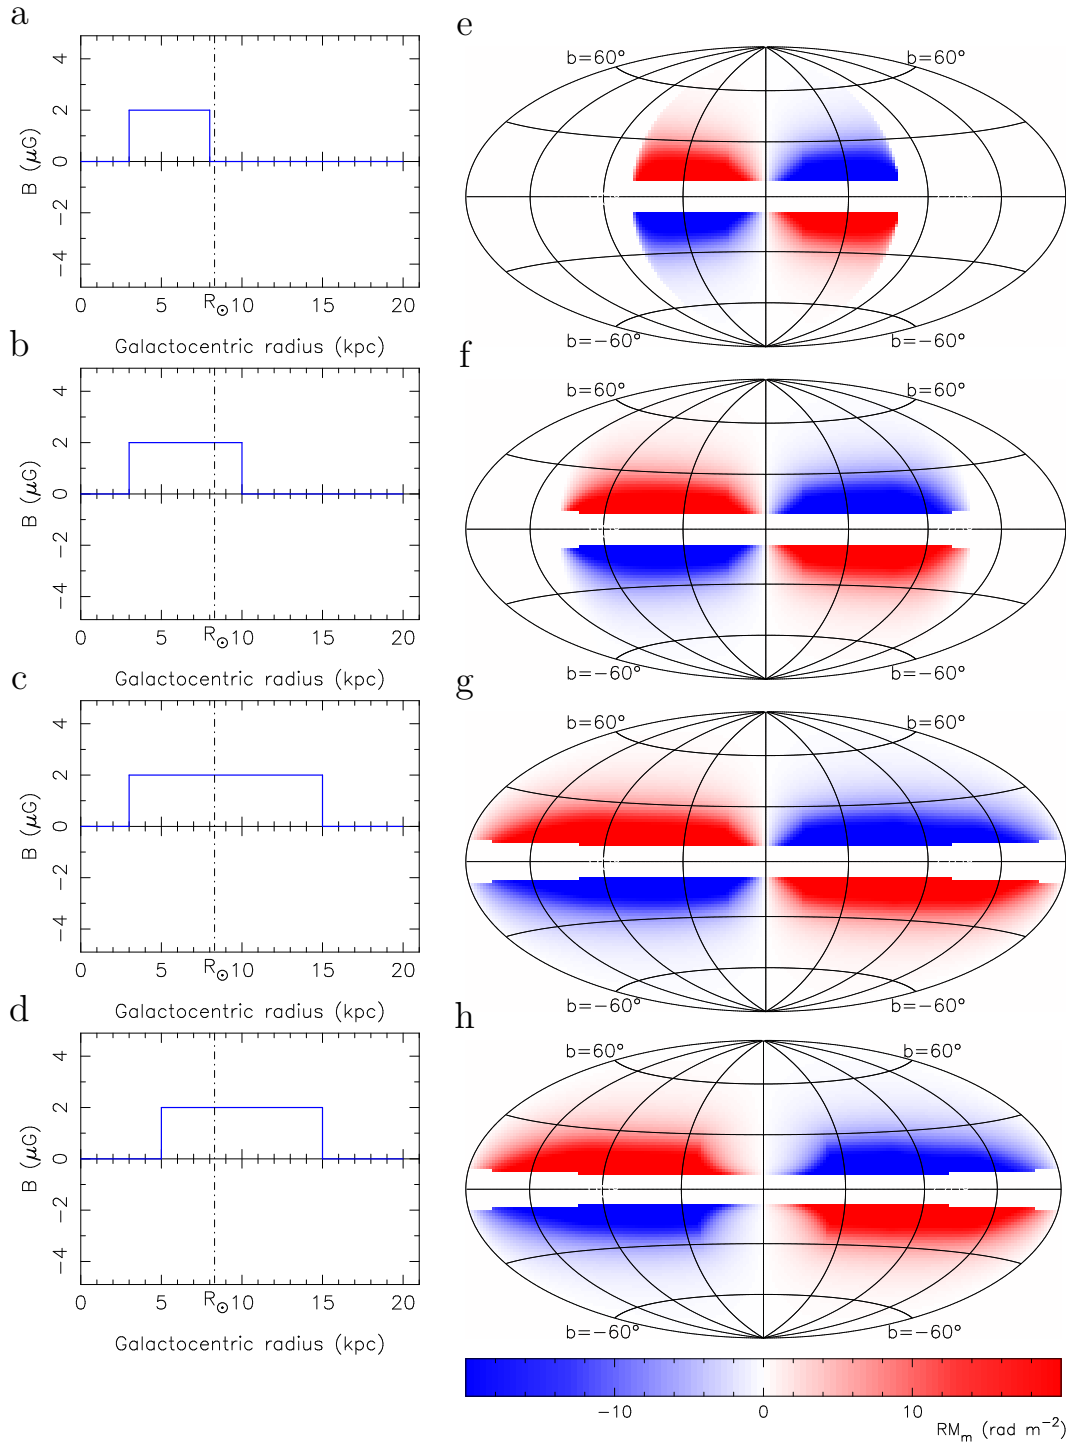 a
B (μG)
4
2
0
−2
−4
0
5
R☉
10
15
20
Galactocentric radius (kpc)
b
B (μG)
4
2
0
−2
−4
0
5
R☉
10
15
20
Galactocentric radius (kpc)
c
B (μG)
4
2
0
−2
−4
0
5
R☉
10
15
20
Galactocentric radius (kpc)
d
B (μG)
4
2
0
−2
−4
0
5
R☉
10
15
20
Galactocentric radius (kpc)
e
b=60°
b=60°
b=−60°
b=−60°
f
b=60°
b=60°
b=−60°
b=−60°
g
b=60°
b=60°
b=−60°
b=−60°
h
b=60°
b=60°
b=−60°
b=−60°
−10
0
10
RMₘ (rad m⁻²)